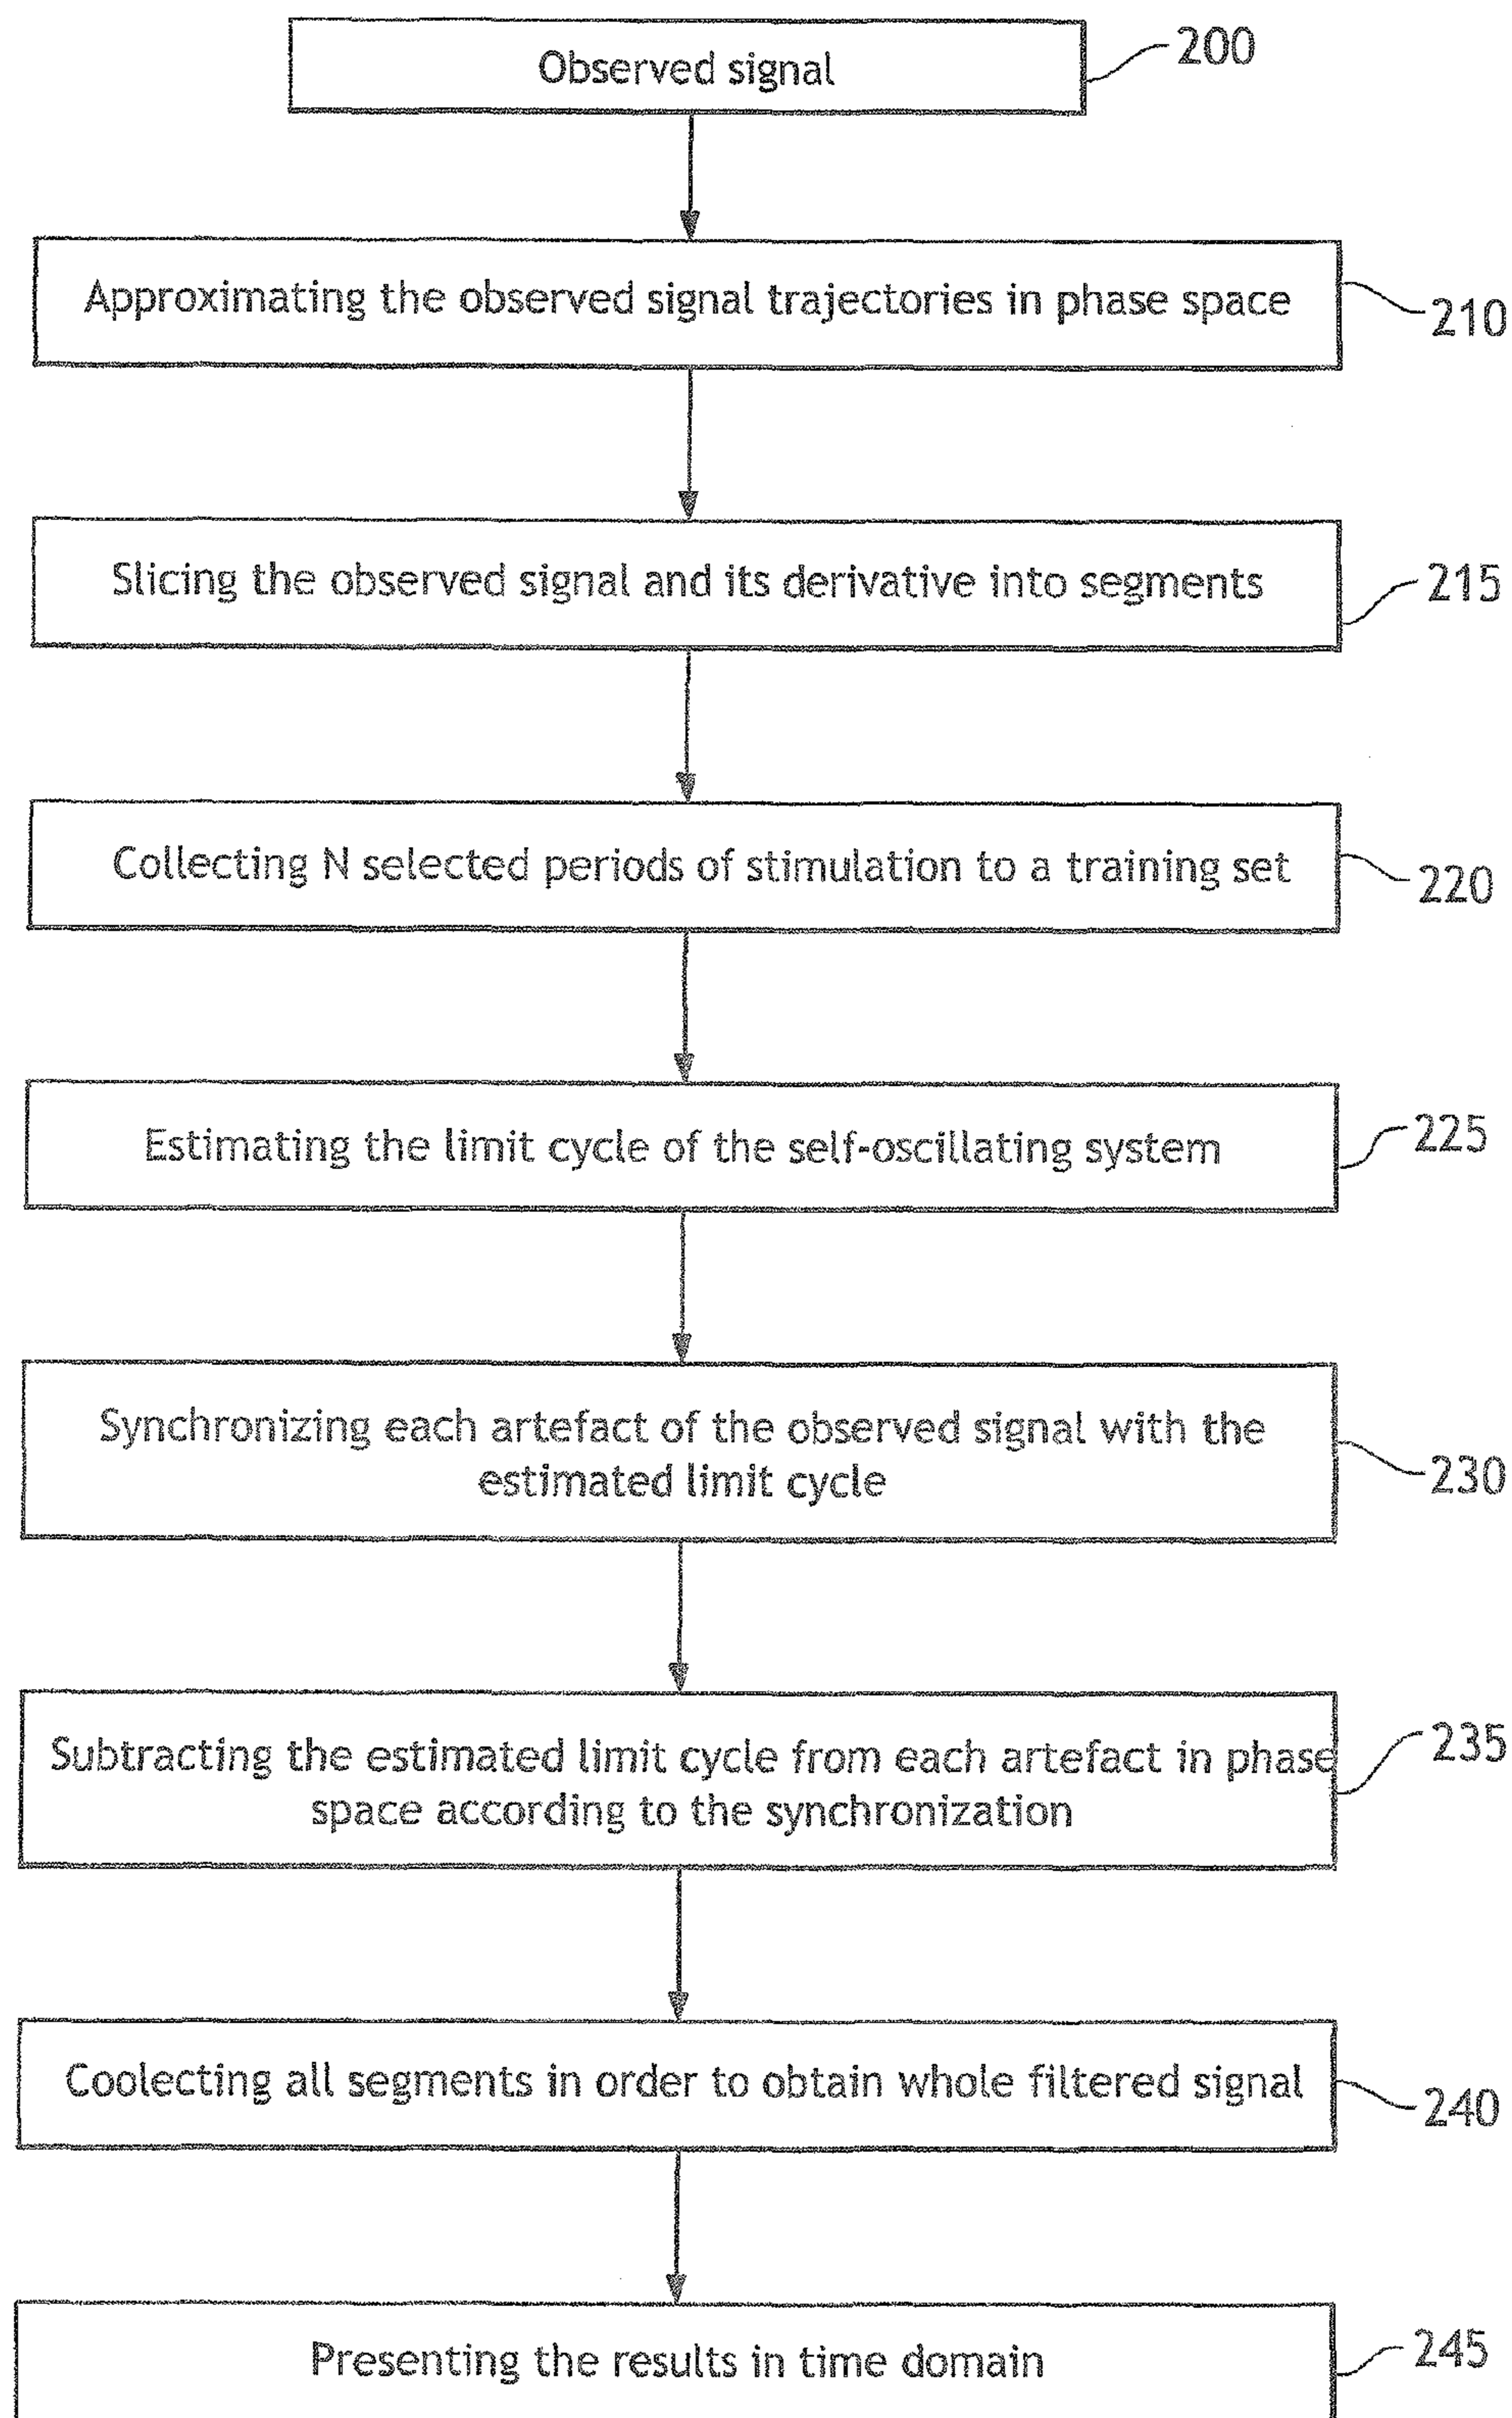 Observed signal
200
Approximating the observed signal trajectories in phase space
210
Slicing the observed signal and its derivative into segments
215
Collecting N selected periods of stimulation to a training set
220
Estimating the limit cycle of the self-oscillating system
225
Synchronizing each artefact of the observed signal with the
estimated limit cycle
230
Subtracting the estimated limit cycle from each artefact in phase
space according to the synchronization
235
Coolecting all segments in order to obtain whole filtered signal
240
Presenting the results in time domain
245